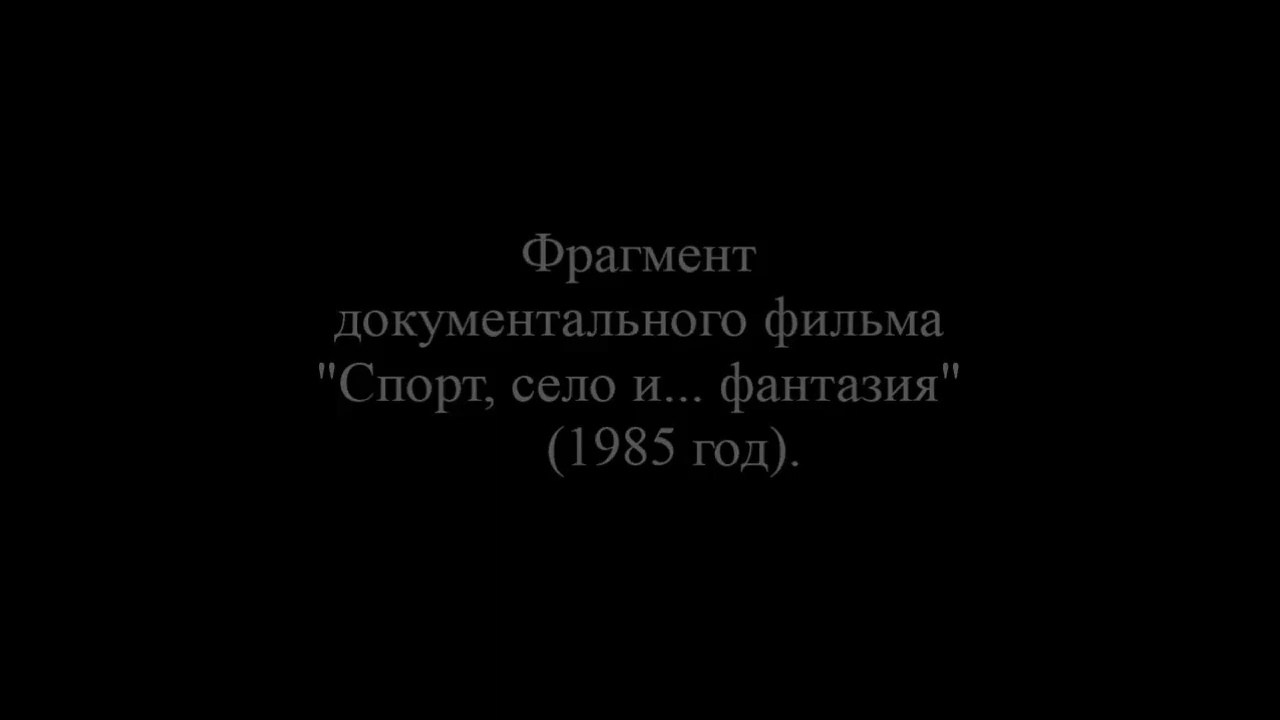 Фрагмент
документального фильма
"Спорт, село и... фантазия"
(1985 год).